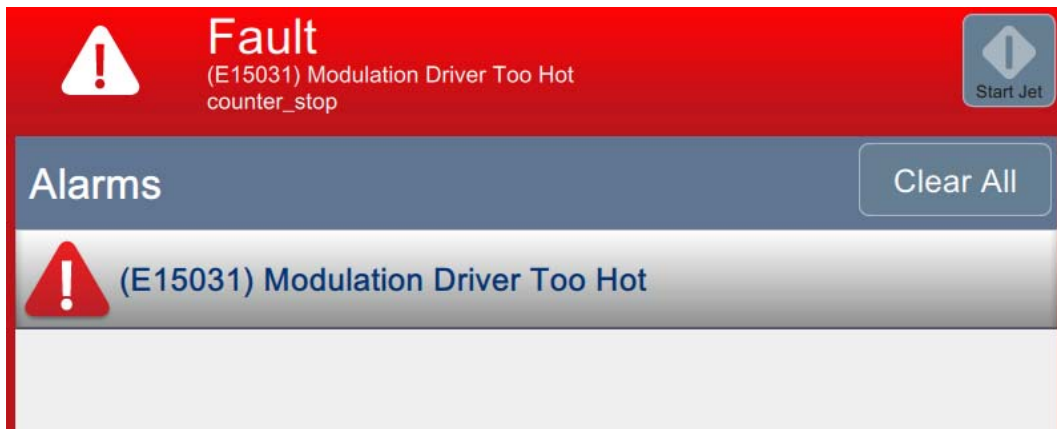 Fault
(E15031) Modulation Driver Too Hot
counter_stop
Start Jet
Alarms
Clear All
(E15031) Modulation Driver Too Hot